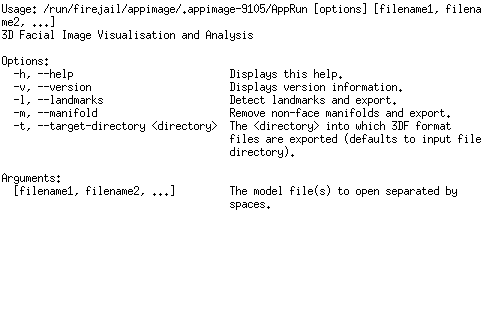 Usage: /run/firejail/appimage/.appimage-9105/AppRun [options] [filename1, filena
me2, ...]
3D Facial Image Visualisation and Analysis
Options:
-h, --help Displays this help.
-v, --version Displays version information.
-l, --landmarks Detect landmarks and export.
-m, --manifold Remove non-face manifolds and export.
-t, --target-directory <directory> The <directory> into which 3DF format
files are exported (defaults to input file
directory).
Arguments:
[filename1, filename2, ...] The model file(s) to open separated by
spaces.